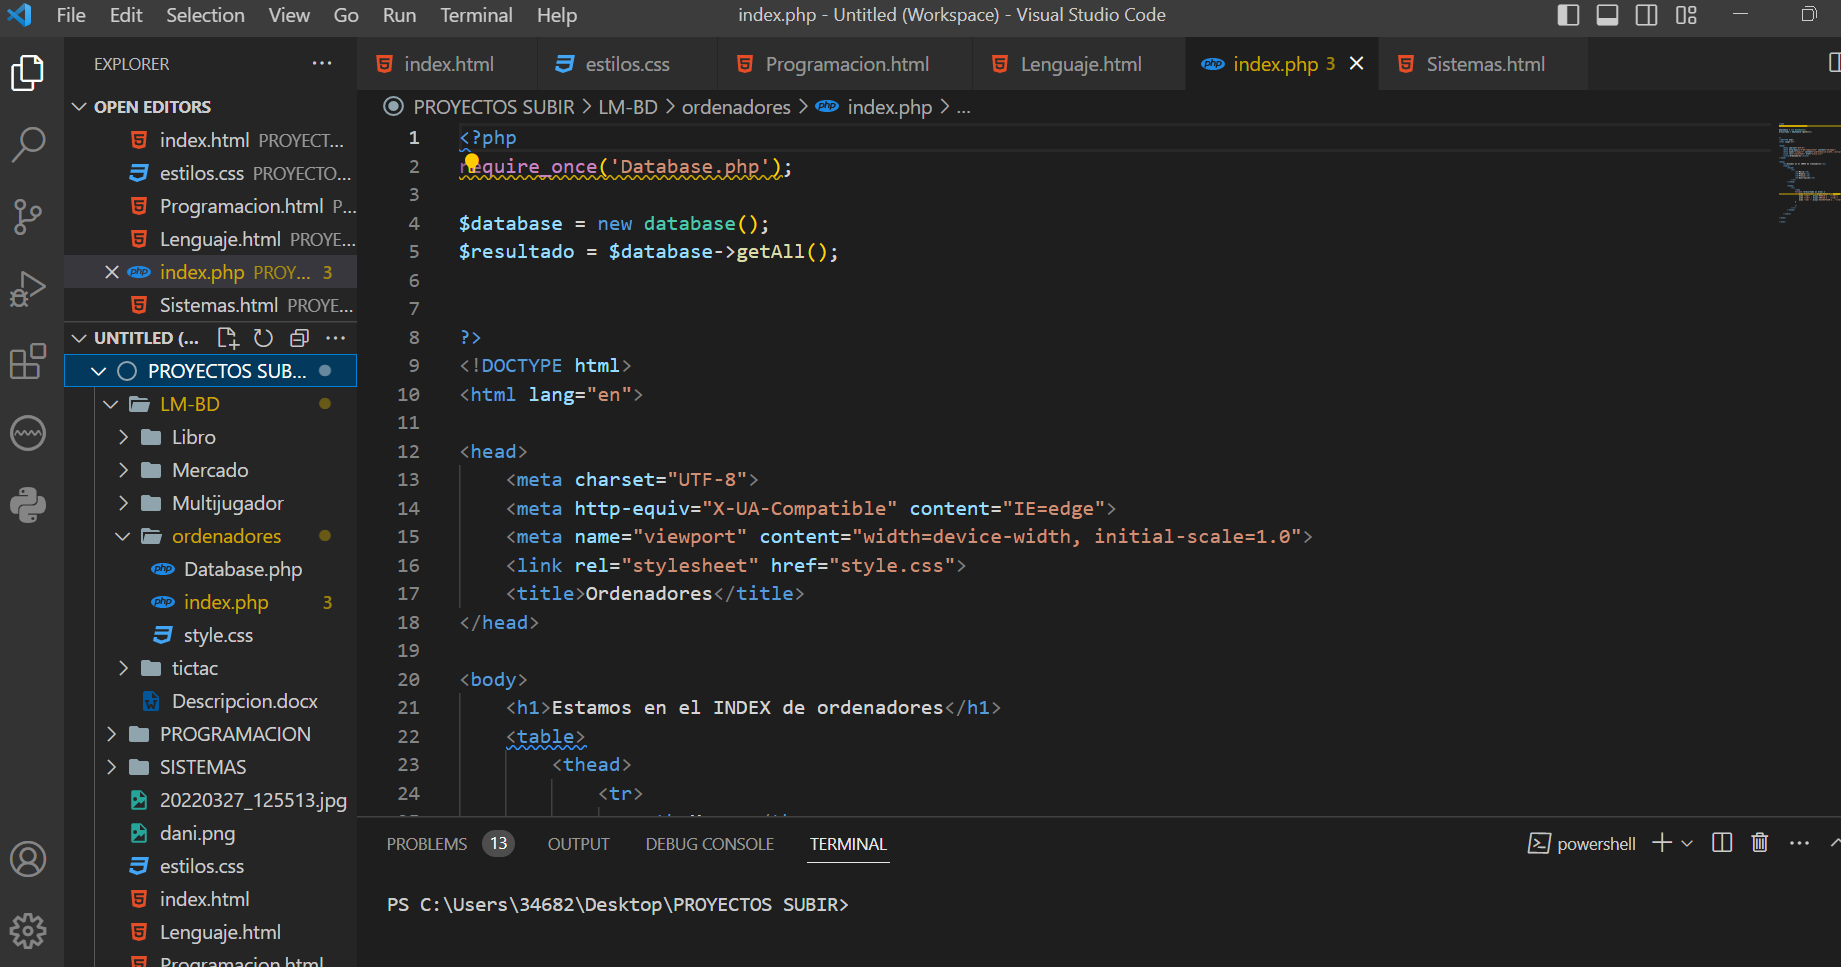 File Edit Selection View Go Run Terminal Help
index.php - Untitled (Workspace) - Visual Studio Code
EXPLORER
OPEN EDITORS
index.html PROYECT...
estilos.css PROYECTO...
Programacion.html P...
Lenguaje.html PROYE...
index.php PROY... 3
Sistemas.html PROYE...
UNTITLED (...
PROYECTOS SUB...
LM-BD
Libro
Mercado
Multijugador
ordenadores
Database.php
index.php 3
style.css
tictac
Descripcion.docx
PROGRAMACION
SISTEMAS
20220327_125513.jpg
dani.png
estilos.css
index.html
Lenguaje.html
Programacion.html
index.html estilos.css Programacion.html Lenguaje.html index.php 3 Sistemas.html
PROYECTOS SUBIR > LM-BD > ordenadores > index.php > ...
1 <?php
2 require_once('Database.php');
3
4 $database = new database();
5 $resultado = $database->getAll();
6
7
8 ?>
9 <!DOCTYPE html>
10 <html lang="en">
11
12 <head>
13 <meta charset="UTF-8">
14 <meta http-equiv="X-UA-Compatible" content="IE=edge">
15 <meta name="viewport" content="width=device-width, initial-scale=1.0">
16 <link rel="stylesheet" href="style.css">
17 <title>Ordenadores</title>
18 </head>
19
20 <body>
21 <h1>Estamos en el INDEX de ordenadores</h1>
22 <table>
23 <thead>
24 <tr>
PROBLEMS 13 OUTPUT DEBUG CONSOLE TERMINAL
powershell
PS C:\Users\34682\Desktop\PROYECTOS SUBIR>